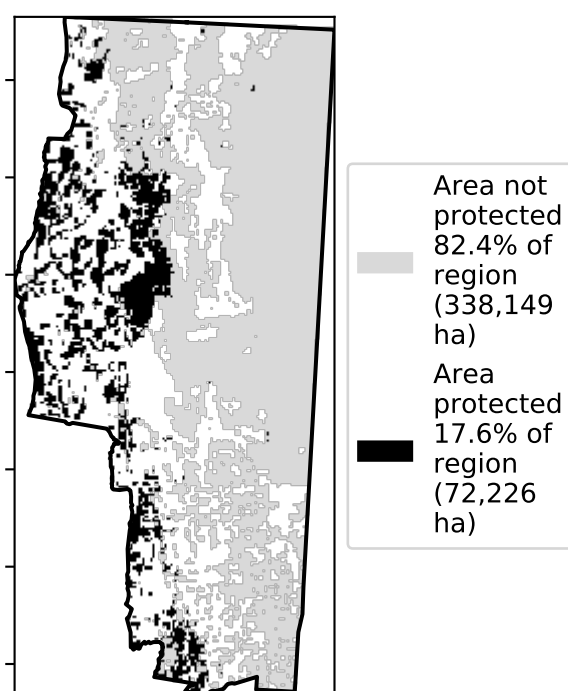 Area not
protected
82.4% of
region
(338,149
ha)
Area
protected
17.6% of
region
(72,226
ha)